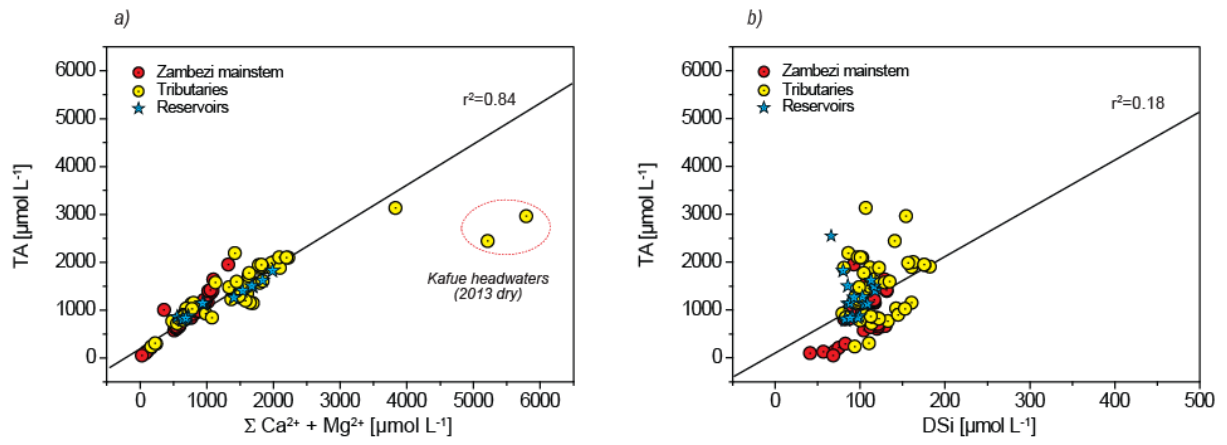 a)
6000
5000
4000
3000
2000
1000
0
TA [µmol L⁻¹]
Zambezi mainstem
Tributaries
Reservoirs
r²=0.84
Kafue headwaters
(2013 dry)
0 1000 2000 3000 4000 5000 6000
Σ Ca²⁺ + Mg²⁺ [µmol L⁻¹]
b)
6000
5000
4000
3000
2000
1000
0
TA [µmol L⁻¹]
Zambezi mainstem
Tributaries
Reservoirs
r²=0.18
0 100 200 300 400 500
DSi [µmol L⁻¹]